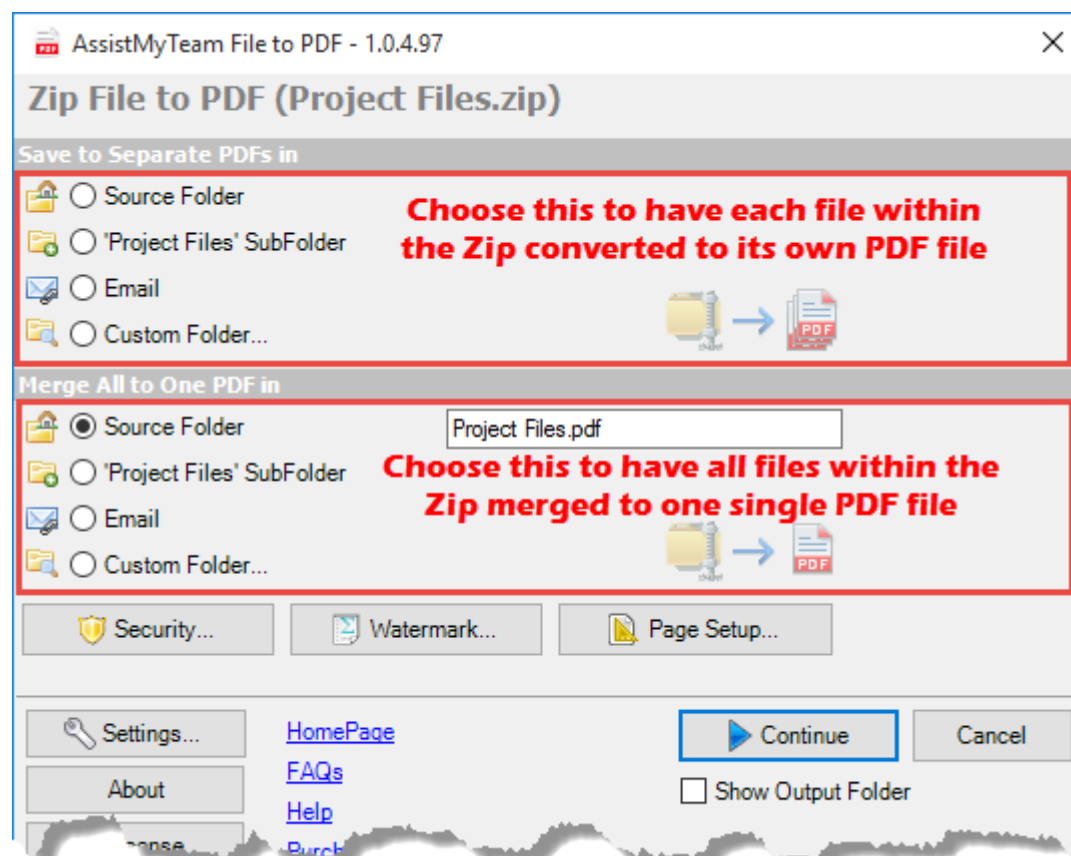 AssistMyTeam File to PDF - 1.0.4.97
Zip File to PDF (Project Files.zip)
Save to Separate PDFs in
Source Folder
'Project Files' SubFolder
Email
Custom Folder...
Choose this to have each file within
the Zip converted to its own PDF file
PDF
Merge All to One PDF in
Source Folder
Project Files.pdf
'Project Files' SubFolder
Email
Custom Folder...
Choose this to have all files within the
Zip merged to one single PDF file
PDF
Security...
Watermark...
Page Setup...
Settings...
HomePage
Continue
Cancel
About
FAQs
Show Output Folder
Help